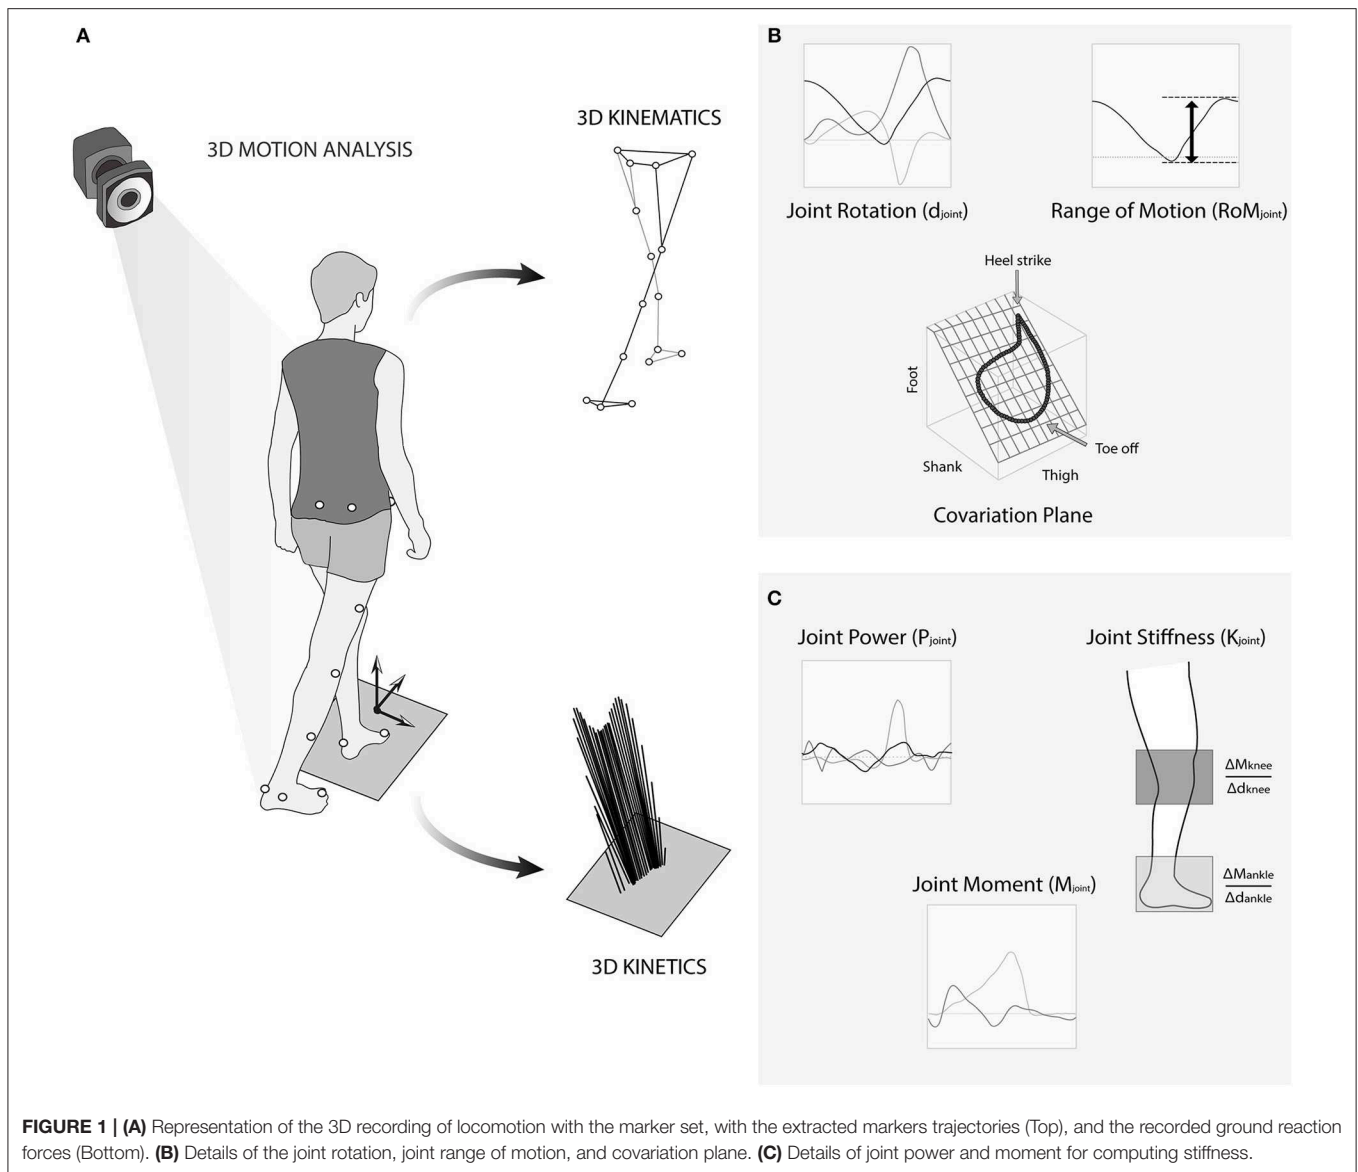 A
3D MOTION ANALYSIS
3D KINEMATICS
3D KINETICS
B
Joint Rotation (djoint)
Range of Motion (RoMjoint)
Heel strike
Foot
Shank
Thigh
Toe off
Covariation Plane
C
Joint Power (Pjoint)
Joint Stiffness (Kjoint)
ΔMknee
Δdknee
ΔMankle
Δdankle
Joint Moment (Mjoint)
FIGURE 1 | (A) Representation of the 3D recording of locomotion with the marker set, with the extracted markers trajectories (Top), and the recorded ground reaction
forces (Bottom). (B) Details of the joint rotation, joint range of motion, and covariation plane. (C) Details of joint power and moment for computing stiffness.